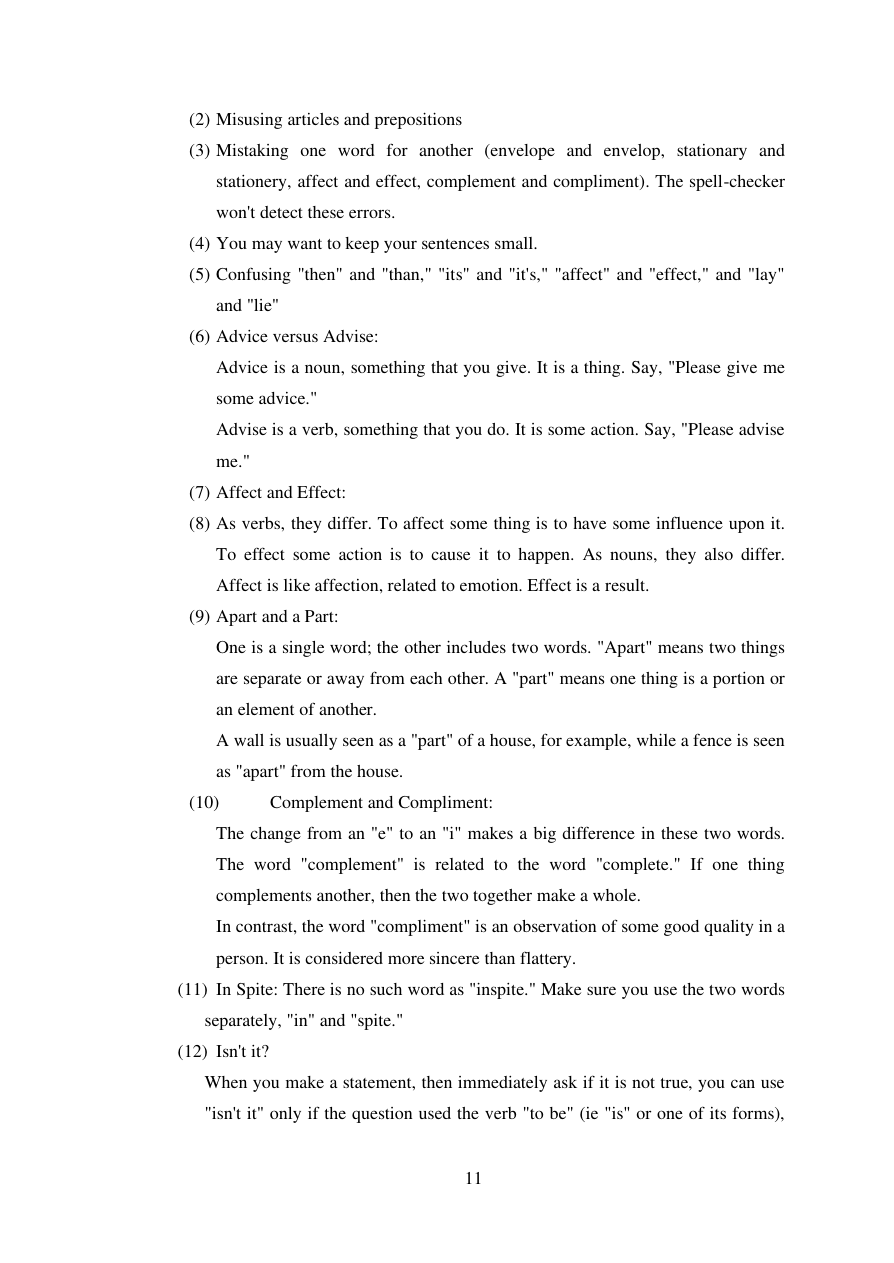 (2) Misusing articles and prepositions
(3) Mistaking one word for another (envelope and envelop, stationary and
stationery, affect and effect, complement and compliment). The spell-checker
won't detect these errors.
(4) You may want to keep your sentences small.
(5) Confusing "then" and "than," "its" and "it's," "affect" and "effect," and "lay"
and "lie"
(6) Advice versus Advise:
Advice is a noun, something that you give. It is a thing. Say, "Please give me
some advice."
Advise is a verb, something that you do. It is some action. Say, "Please advise
me."
(7) Affect and Effect:
(8) As verbs, they differ. To affect some thing is to have some influence upon it.
To effect some action is to cause it to happen. As nouns, they also differ.
Affect is like affection, related to emotion. Effect is a result.
(9) Apart and a Part:
One is a single word; the other includes two words. "Apart" means two things
are separate or away from each other. A "part" means one thing is a portion or
an element of another.
A wall is usually seen as a "part" of a house, for example, while a fence is seen
as "apart" from the house.
(10) Complement and Compliment:
The change from an "e" to an "i" makes a big difference in these two words.
The word "complement" is related to the word "complete." If one thing
complements another, then the two together make a whole.
In contrast, the word "compliment" is an observation of some good quality in a
person. It is considered more sincere than flattery.
(11) In Spite: There is no such word as "inspite." Make sure you use the two words
separately, "in" and "spite."
(12) Isn't it?
When you make a statement, then immediately ask if it is not true, you can use
"isn't it" only if the question used the verb "to be" (ie "is" or one of its forms),
11